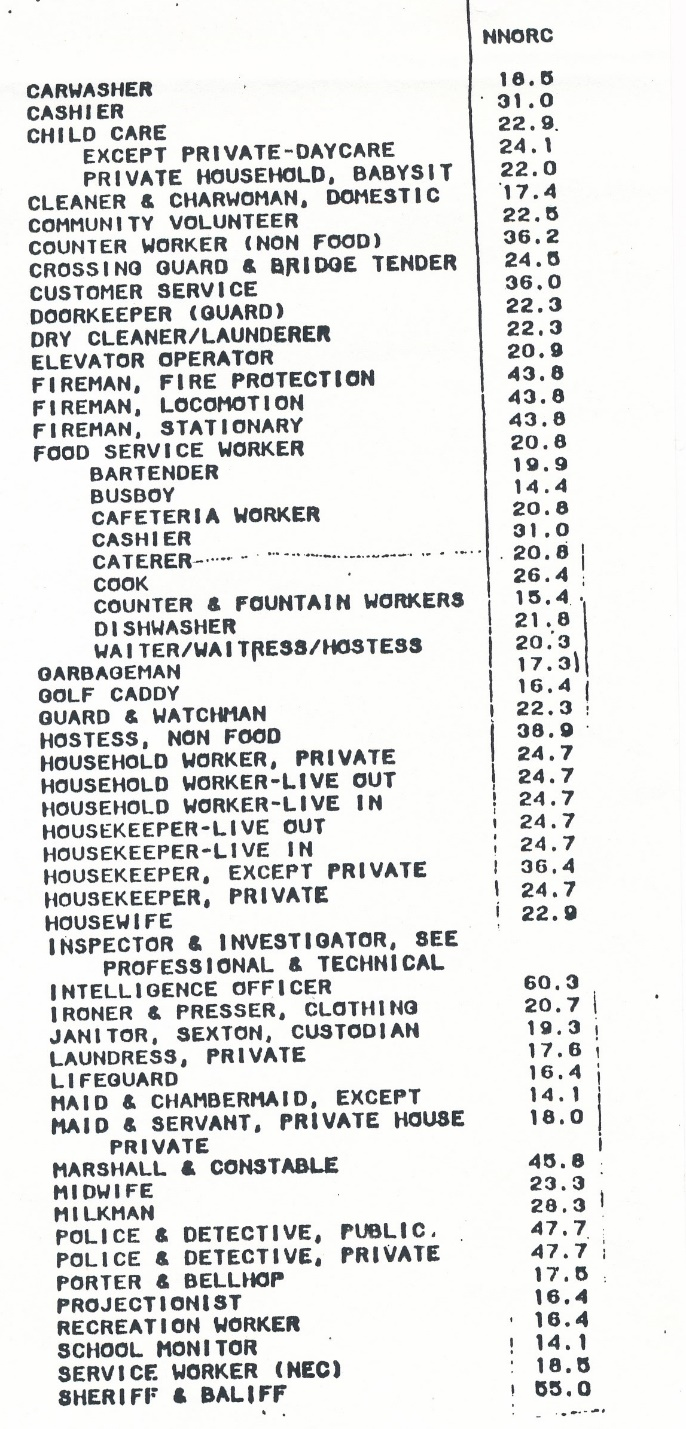 NNORC
CARWASHER 18.5
CASHIER 31.0
CHILD CARE 22.9
EXCEPT PRIVATE-DAYCARE 24.1
PRIVATE HOUSEHOLD, BABYSIT 22.0
CLEANER & CHARWOMAN, DOMESTIC 17.4
COMMUNITY VOLUNTEER 22.5
COUNTER WORKER (NON FOOD) 36.2
CROSSING GUARD & BRIDGE TENDER 24.5
CUSTOMER SERVICE 36.0
DOORKEEPER (GUARD) 22.3
DRY CLEANER/LAUNDERER 22.3
ELEVATOR OPERATOR 20.9
FIREMAN, FIRE PROTECTION 43.8
FIREMAN, LOCOMOTION 43.8
FIREMAN, STATIONARY 43.8
FOOD SERVICE WORKER 20.8
BARTENDER 19.9
BUSBOY 14.4
CAFETERIA WORKER 20.8
CASHIER 31.0
CATERER 20.8
COOK 26.4
COUNTER & FOUNTAIN WORKERS 15.4
DISHWASHER 21.8
WAITER/WAITRESS/HOSTESS 20.3
GARBAGEMAN 17.3
GOLF CADDY 16.4
GUARD & WATCHMAN 22.3
HOSTESS, NON FOOD 38.9
HOUSEHOLD WORKER, PRIVATE 24.7
HOUSEHOLD WORKER-LIVE OUT 24.7
HOUSEHOLD WORKER-LIVE IN 24.7
HOUSEKEEPER-LIVE OUT 24.7
HOUSEKEEPER-LIVE IN 24.7
HOUSEKEEPER, EXCEPT PRIVATE 36.4
HOUSEKEEPER, PRIVATE 24.7
HOUSEWIFE 22.9
INSPECTOR & INVESTIGATOR, SEE
PROFESSIONAL & TECHNICAL
INTELLIGENCE OFFICER 60.3
IRONER & PRESSER, CLOTHING 20.7
JANITOR, SEXTON, CUSTODIAN 19.3
LAUNDRESS, PRIVATE 17.6
LIFEGUARD 16.4
MAID & CHAMBERMAID, EXCEPT 14.1
MAID & SERVANT, PRIVATE HOUSE 18.0
PRIVATE
MARSHALL & CONSTABLE 45.8
MIDWIFE 23.3
MILKMAN 28.3
POLICE & DETECTIVE, PUBLIC. 47.7
POLICE & DETECTIVE, PRIVATE 47.7
PORTER & BELLHOP 17.5
PROJECTIONIST 16.4
RECREATION WORKER 16.4
SCHOOL MONITOR 14.1
SERVICE WORKER (NEC) 18.5
SHERIFF & BALIFF 55.0